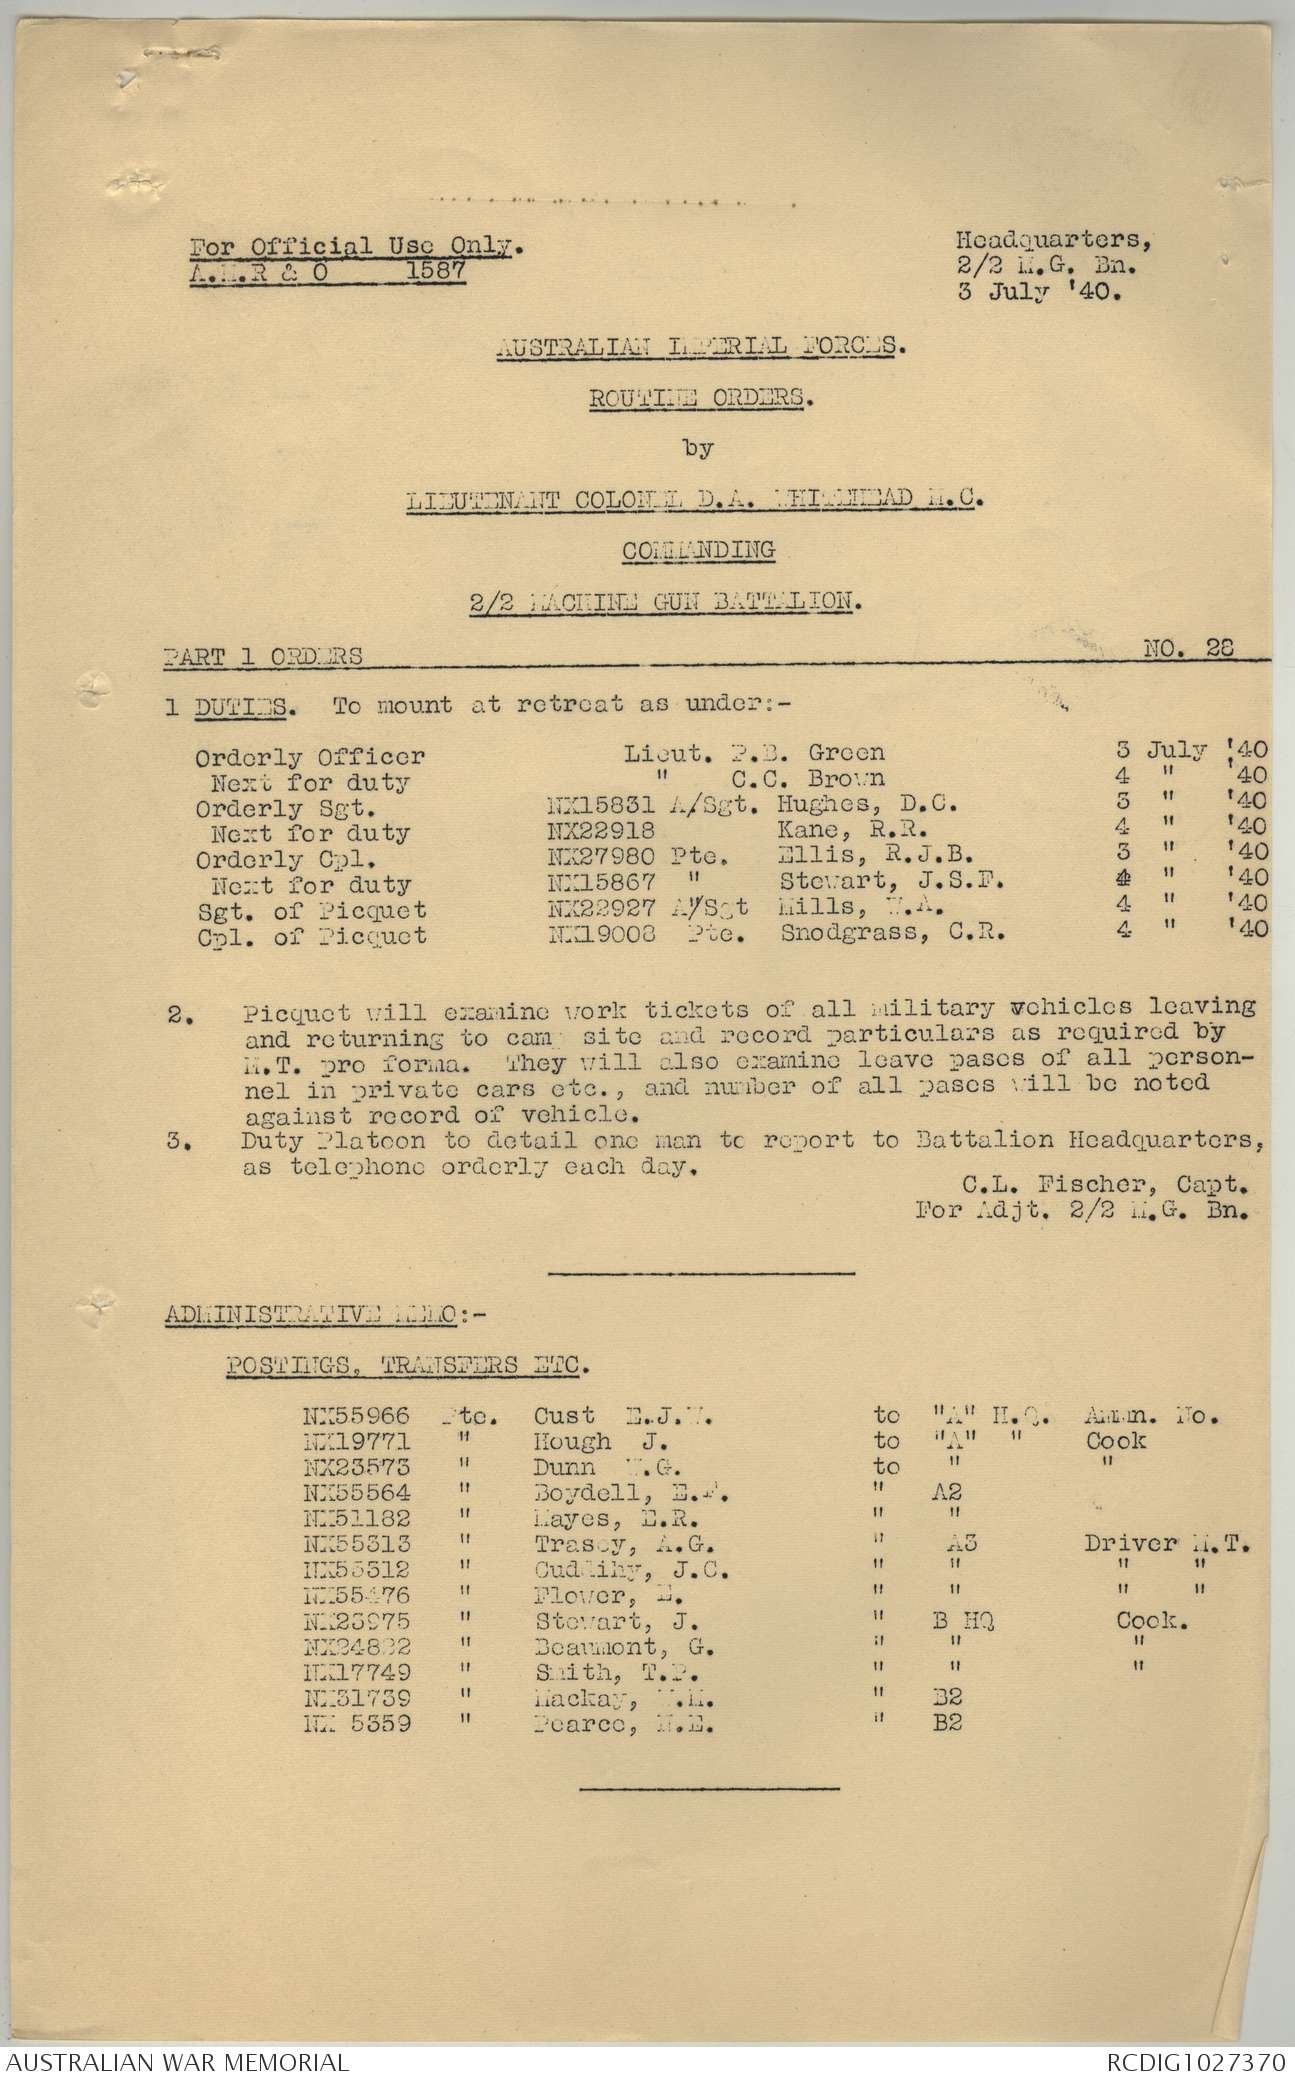 For Official Use Only.
A.M.R & O 1587
Headquarters,
2/2 M.G. Bn.
3 July '40.
AUSTRALIAN IMPERIAL FORCES.
ROUTINE ORDERS.
by
LIEUTENANT COLONEL D.A. WHITEHEAD M.C.
COMMANDING
2/2 MACHINE GUN BATTALION.
PART 1 ORDERS NO. 28
1 DUTIES. To mount at retreat as under:-
Orderly Officer Lieut. P.B. Green 3 July '40
Next for duty " C.C. Brown 4 " '40
Orderly Sgt. NX15831 A/Sgt. Hughes, D.C. 3 " '40
Next for duty NX22918 Kane, R.R. 4 " '40
Orderly Cpl. NX27980 Pte. Ellis, R.J.B. 3 " '40
Next for duty NX15867 " Stewart, J.S.F. 4 " '40
Sgt. of Picquet NX22927 A/Sgt Mills, W.A. 4 " '40
Cpl. of Picquet NX19008 Pte. Snodgrass, C.R. 4 " '40
2. Picquet will examine work tickets of all military vehicles leaving
and returning to camp site and record particulars as required by
M.T. pro forma. They will also examine leave pases of all person-
nel in private cars etc., and number of all pases will be noted
against record of vehicle.
3. Duty Platoon to detail one man to report to Battalion Headquarters,
as telephone orderly each day.
C.L. Fischer, Capt.
For Adjt. 2/2 M.G. Bn.
ADMINISTRATIVE MEMO:-
POSTINGS, TRANSFERS ETC.
NX55966 Pte. Cust E.J.W. to "A" H.Q. Amm. No.
NX19771 " Hough J. to "A" " Cook
NX23573 " Dunn W.G. to " "
NX55564 " Boydell, E.F. " A2
NX51182 " Mayes, E.R. " "
NX55313 " Trasey, A.G. " A3 Driver M.T.
NX55312 " Cuddihy, J.C. " " " "
NX55476 " Flower, E. " " " "
NX23975 " Stewart, J. " B HQ Cook.
NX24832 " Beaumont, G. " " "
NX17749 " Smith, T.P. " " "
NX31739 " Mackay, W.M. " B2
NX 5359 " Pearce, N.E. " B2
AUSTRALIAN WAR MEMORIAL RCDIG1027370